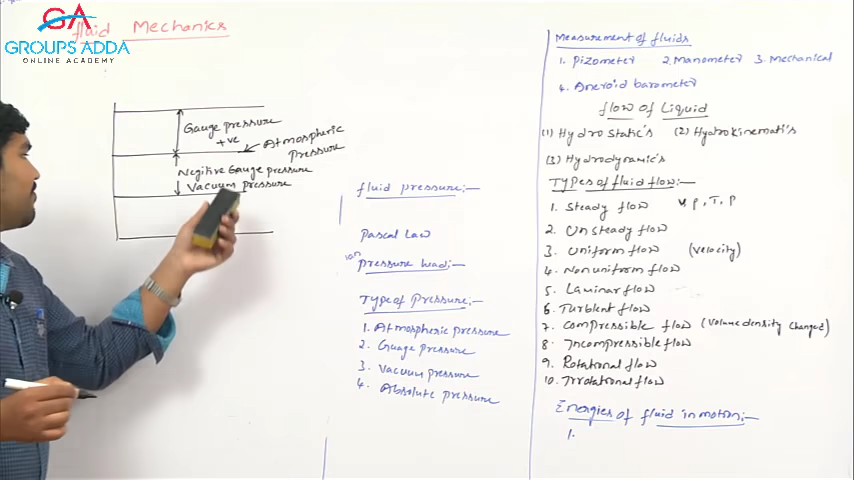 GA
GROUPS ADDA
ONLINE ACADEMY
fluid Mechanics
Gauge pressure
+ve
Atmospheric
pressure
Negitive Gauge pressure
Vacuum pressure
fluid pressure:-
Pascal Law
pressure head:-
Type of Pressure:-
1. Atmospheric pressure
2. Guage pressure
3. Vacuum pressure
4. Absolute pressure
Measurement of fluids
1. Pizometer 2. Manometer 3. Mechanical
4. Aneroid barometer
flow of Liquid
(1) Hydrostatic's (2) Hydrokinemati's
(3) Hydrodynamic's
Types of fluid flow:-
1. Steady flow V, P, T, P
2. Unsteady flow
3. Uniform flow (velocity)
4. Nonuniform flow
5. Laminar flow
6. Turblent flow
7. Compressible flow (Volume density changed)
8. Incompressible flow
9. Rotational flow
10. Irrotational flow
Energies of fluid in motion:-
1.